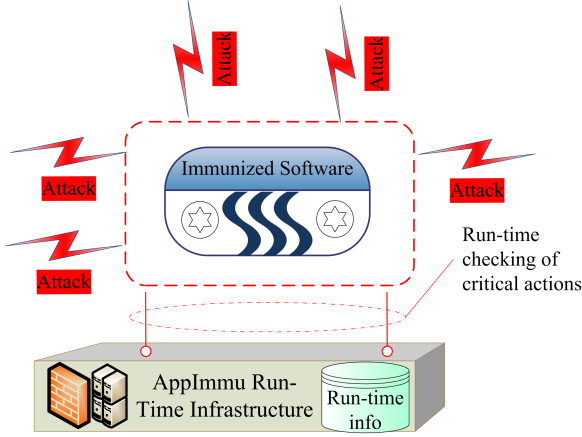 Attack
Attack
Immunized Software
Attack
Attack
Attack
Run-time
checking of
critical actions
AppImmu Run-
Time Infrastructure
Run-time
info